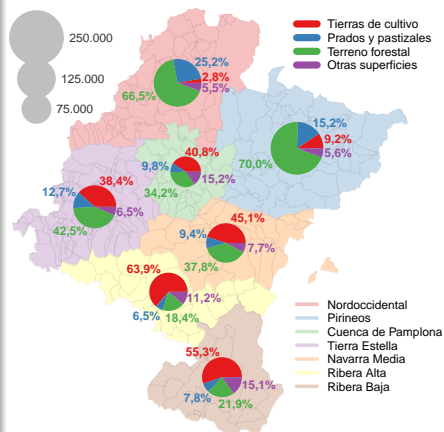 250.000
125.000
75.000
Tierras de cultivo
Prados y pastizales
Terreno forestal
Otras superficies
25,2%
2,8%
66,5%
5,5%
15,2%
9,2%
70,0%
5,6%
40,8%
9,8%
15,2%
34,2%
38,4%
12,7%
6,5%
42,5%
45,1%
9,4%
7,7%
37,8%
63,9%
11,2%
6,5%
18,4%
55,3%
15,1%
7,8%
21,9%
Nordoccidental
Pirineos
Cuenca de Pamplona
Tierra Estella
Navarra Media
Ribera Alta
Ribera Baja